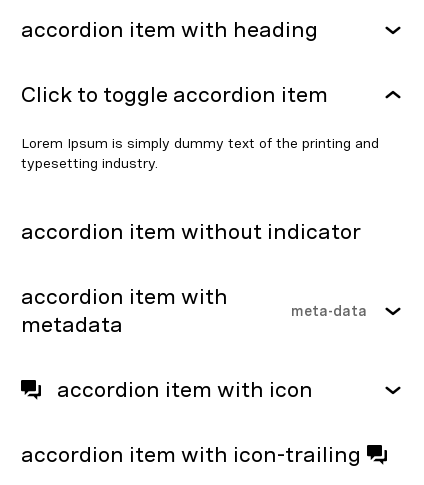 accordion item with heading
Click to toggle accordion item
Lorem Ipsum is simply dummy text of the printing and
typesetting industry.
accordion item without indicator
accordion item with
metadata
meta-data
accordion item with icon
accordion item with icon-trailing